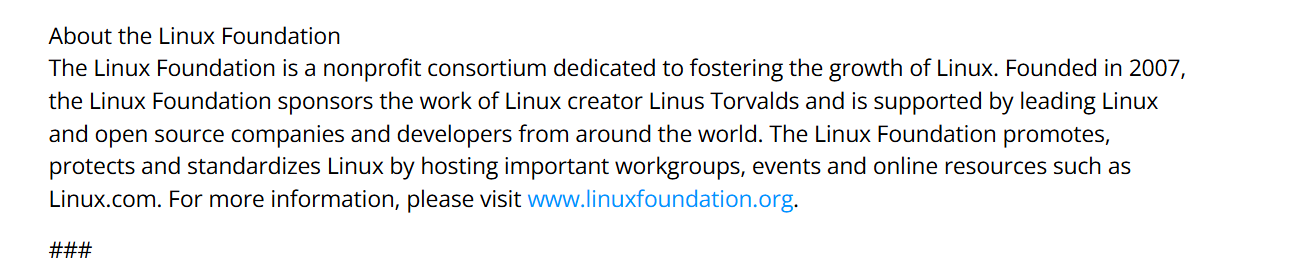 About the Linux Foundation
The Linux Foundation is a nonprofit consortium dedicated to fostering the growth of Linux. Founded in 2007,
the Linux Foundation sponsors the work of Linux creator Linus Torvalds and is supported by leading Linux
and open source companies and developers from around the world. The Linux Foundation promotes,
protects and standardizes Linux by hosting important workgroups, events and online resources such as
Linux.com. For more information, please visit www.linuxfoundation.org.
###